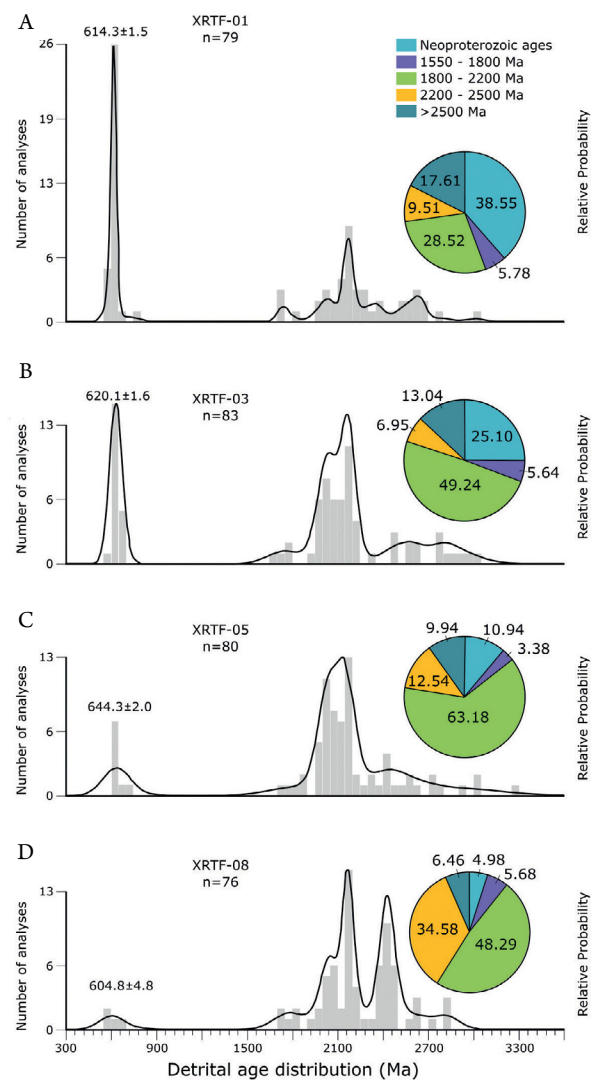 A
XRTF-01
n=79
614.3±1.5
26
19
13
6
0
Number of analyses
Relative Probability
Neoproterozoic ages
1550 - 1800 Ma
1800 - 2200 Ma
2200 - 2500 Ma
>2500 Ma
17.61
38.55
9.51
28.52
5.78
B
XRTF-03
n=83
620.1±1.6
13
6
0
Number of analyses
Relative Probability
13.04
6.95
25.10
5.64
49.24
C
XRTF-05
n=80
644.3±2.0
13
6
0
Number of analyses
Relative Probability
9.94
10.94
3.38
12.54
63.18
D
XRTF-08
n=76
604.8±4.8
13
6
0
Number of analyses
Relative Probability
6.46
4.98
5.68
34.58
48.29
300 900 1500 2100 2700 3300
Detrital age distribution (Ma)